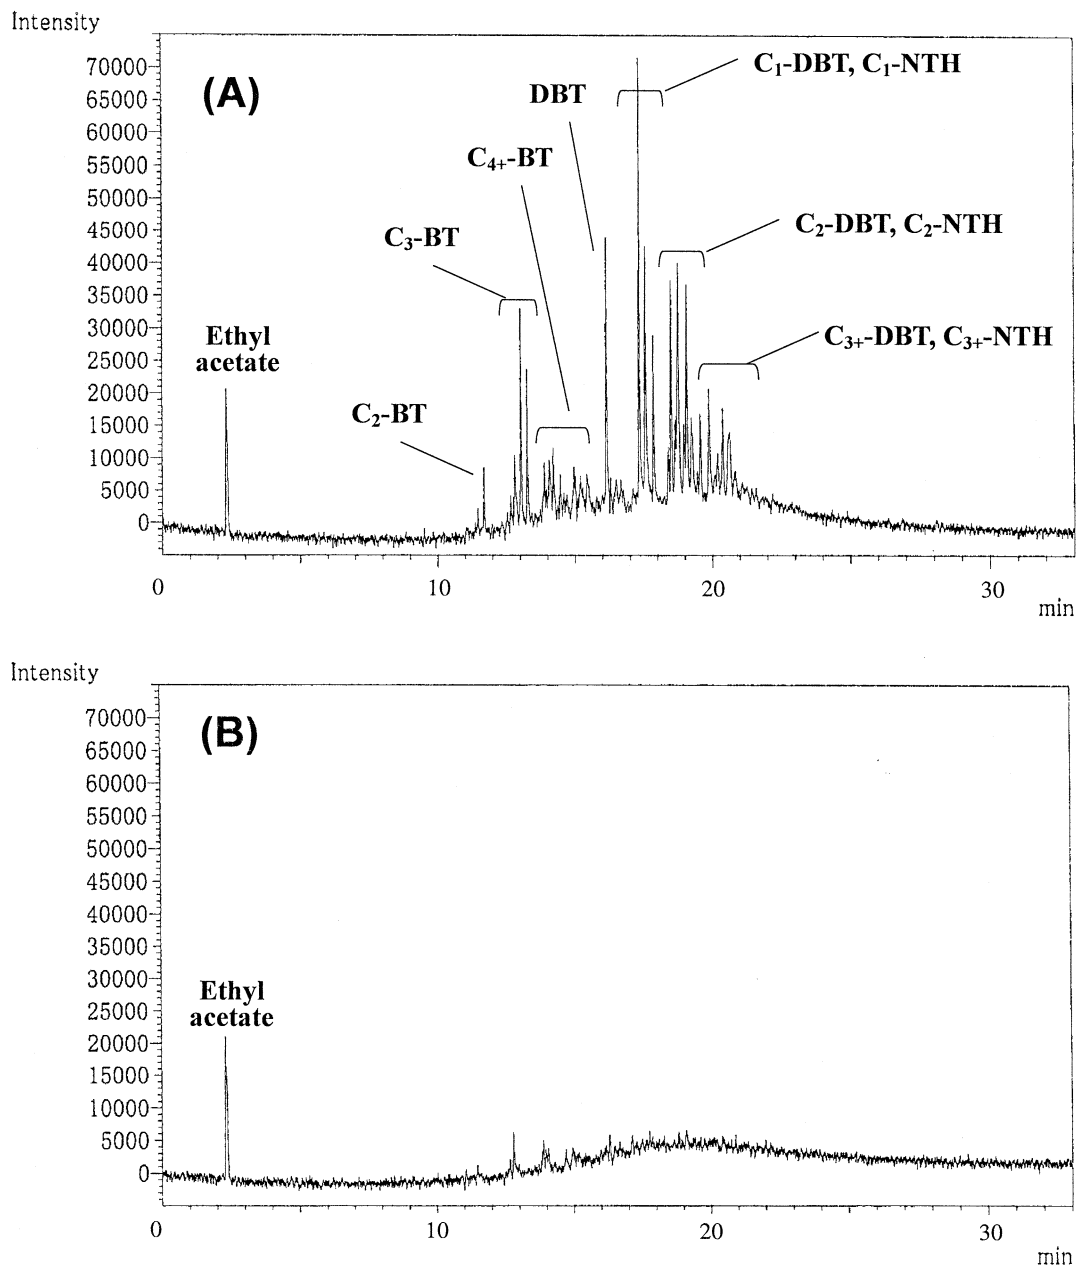 Intensity
(A)
70000
65000
60000
55000
50000
45000
40000
35000
30000
25000
20000
15000
10000
5000
0
Ethyl
acetate
C₂-BT
C₃-BT
C₄₊-BT
DBT
C₁-DBT, C₁-NTH
C₂-DBT, C₂-NTH
C₃₊-DBT, C₃₊-NTH
0 10 20 30
min
Intensity
(B)
70000
65000
60000
55000
50000
45000
40000
35000
30000
25000
20000
15000
10000
5000
0
Ethyl
acetate
0 10 20 30
min